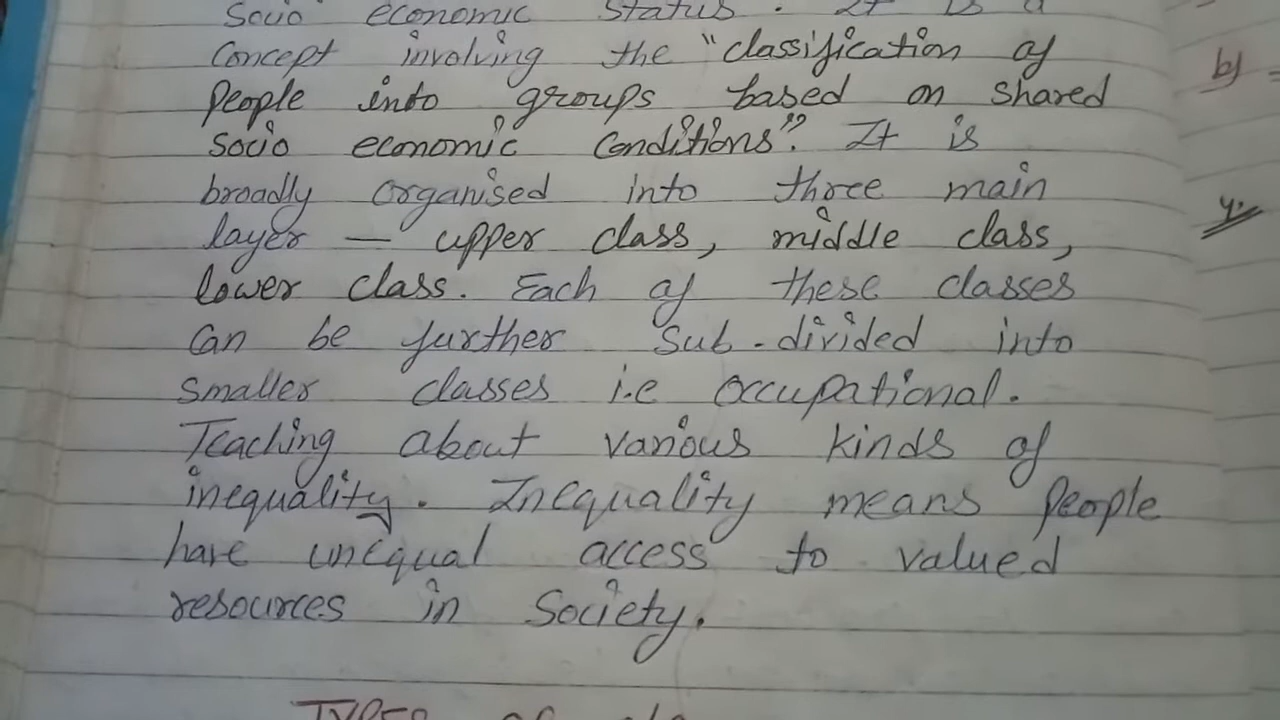 Socio economic status. It is a
concept involving the "classification of
People into groups based on shared
socio economic conditions". It is
broadly organised into three main
layer — upper class, middle class,
lower class. Each of these classes
can be further sub-divided into
smaller classes i.e occupational.
Teaching about various kinds of
inequality. Inequality means people
have unequal access to valued
resources in society.
TYPES OF
b)
4.